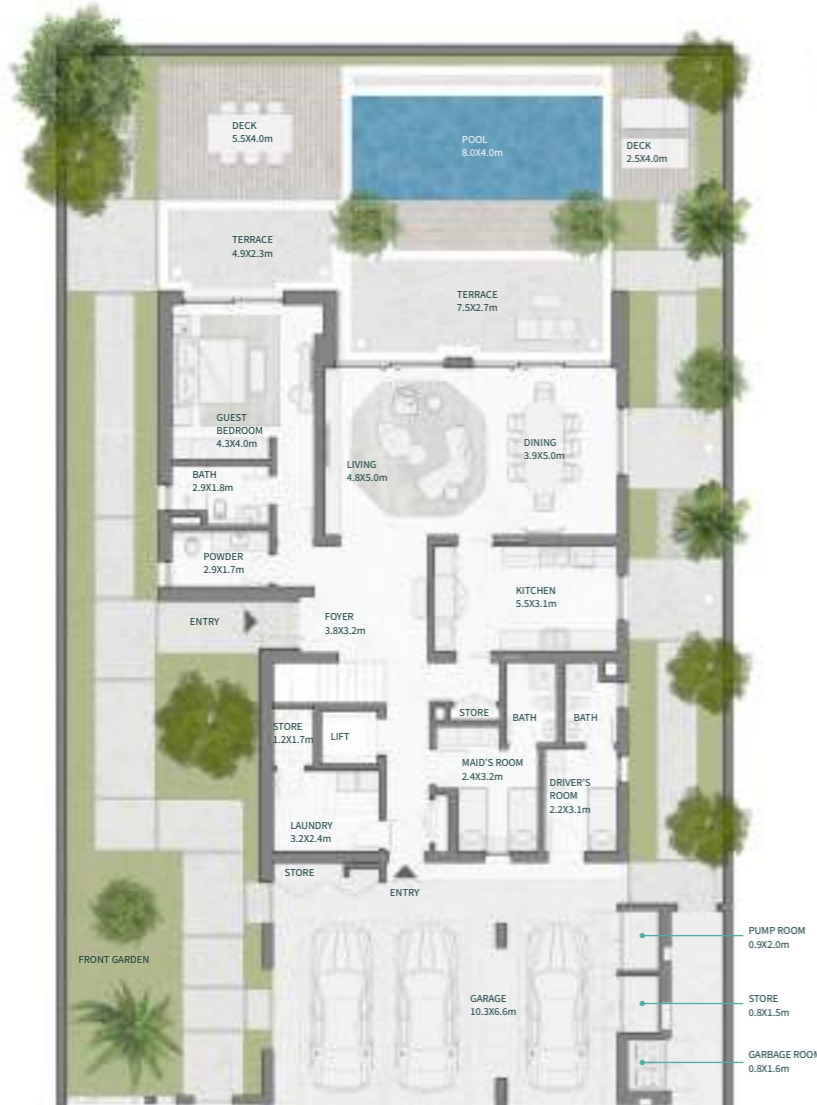 DECK
5.5X4.0m
POOL
8.0X4.0m
DECK
2.5X4.0m
TERRACE
4.9X2.3m
TERRACE
7.5X2.7m
GUEST
BEDROOM
4.3X4.0m
LIVING
4.8X5.0m
DINING
3.9X5.0m
BATH
2.9X1.8m
POWDER
2.9X1.7m
KITCHEN
5.5X3.1m
ENTRY
FOYER
3.8X3.2m
STORE
1.2X1.7m
LIFT
STORE
BATH
BATH
MAID'S ROOM
2.4X3.2m
DRIVER'S
ROOM
2.2X3.1m
LAUNDRY
3.2X2.4m
STORE
ENTRY
FRONT GARDEN
GARAGE
10.3X6.6m
PUMP ROOM
0.9X2.0m
STORE
0.8X1.5m
GARBAGE ROOM
0.8X1.6m